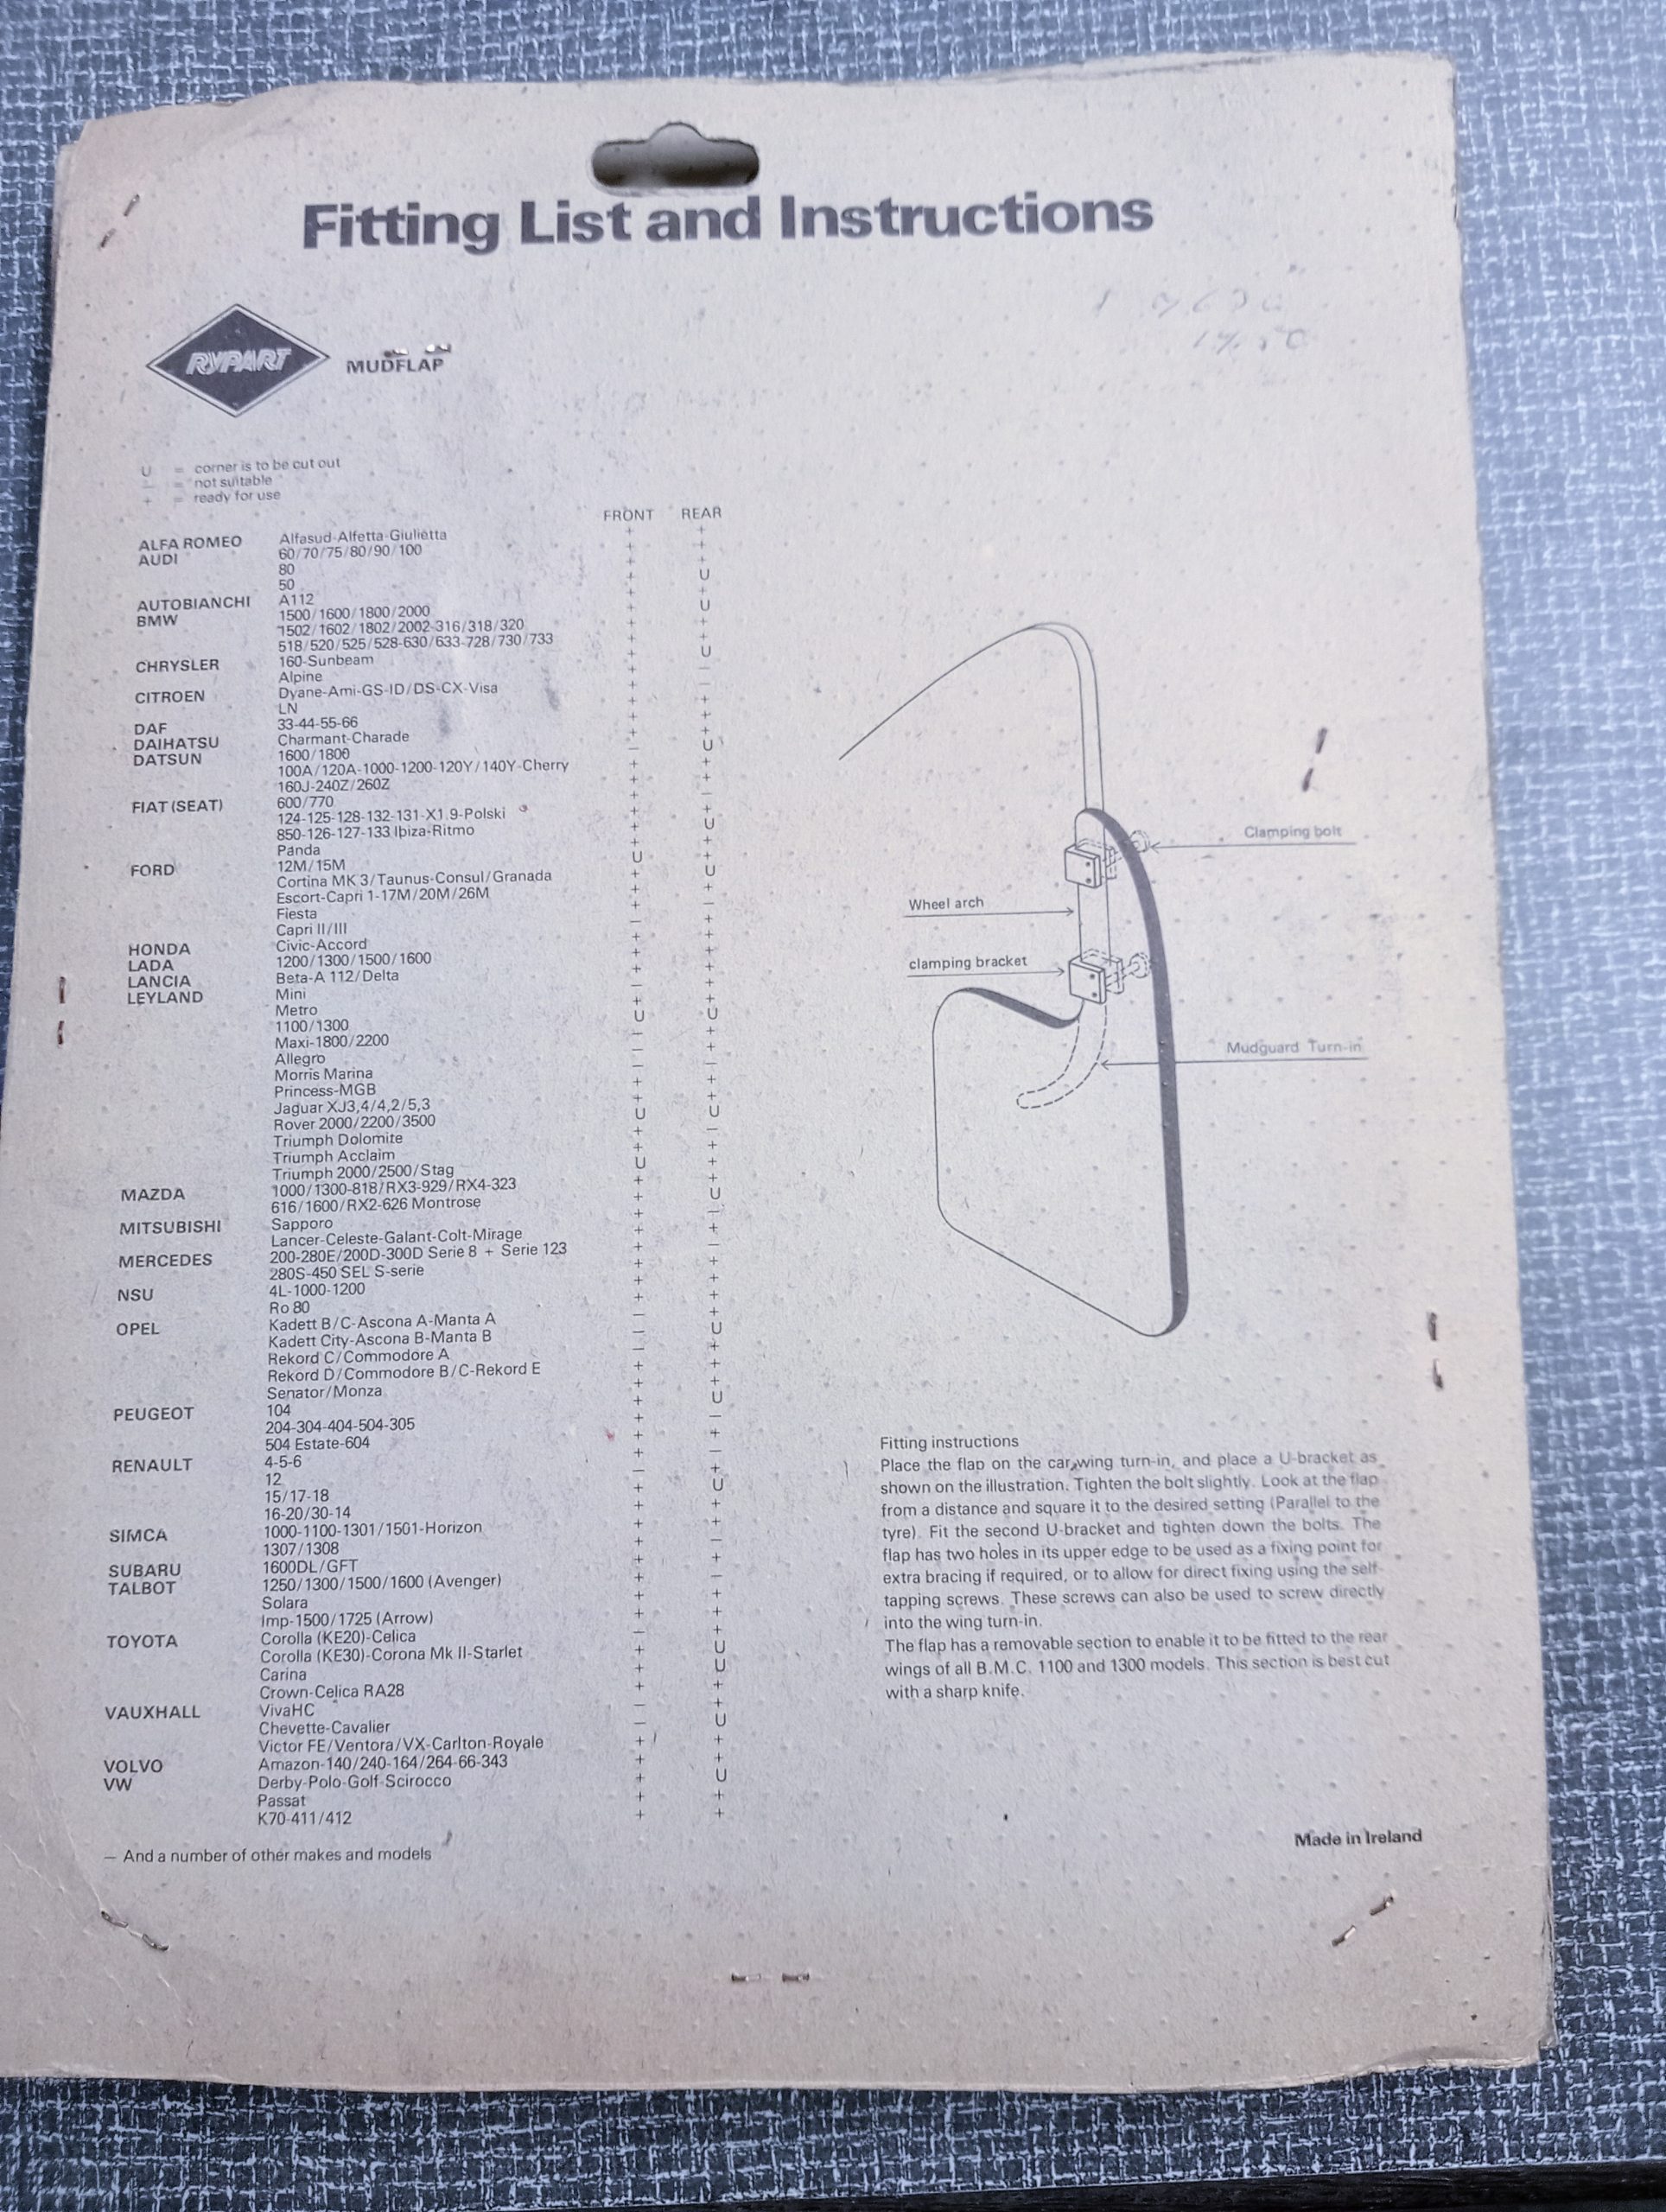 Fitting List and Instructions
RYPART
MUDFLAP
U = corner is to be cut out
— = not suitable
+ = ready for use
FRONT REAR
ALFA ROMEO Alfasud-Alfetta-Giulietta
AUDI 60/70/75/80/90/100
80
50
AUTOBIANCHI A112
BMW 1500/1600/1800/2000
1502/1602/1802/2002-316/318/320
518/520/525/528-630/633-728/730/733
CHRYSLER 160-Sunbeam
Alpine
CITROEN Dyane-Ami-GS-ID/DS-CX-Visa
LN
DAF 33-44-55-66
DAIHATSU Charmant-Charade
DATSUN 1600/1800
100A/120A-1000-1200-120Y/140Y-Cherry
160J-240Z/260Z
FIAT (SEAT) 600/770
124-125-128-132-131-X1.9-Polski
850-126-127-133 Ibiza-Ritmo
Panda
FORD 12M/15M
Cortina MK 3/Taunus-Consul/Granada
Escort-Capri 1-17M/20M/26M
Fiesta
Capri II/III
HONDA Civic-Accord
LADA 1200/1300/1500/1600
LANCIA Beta-A 112/Delta
LEYLAND Mini
Metro
1100/1300
Maxi-1800/2200
Allegro
Morris Marina
Princess-MGB
Jaguar XJ3,4/4,2/5,3
Rover 2000/2200/3500
Triumph Dolomite
Triumph Acclaim
Triumph 2000/2500/Stag
MAZDA 1000/1300-818/RX3-929/RX4-323
616/1600/RX2-626 Montrose
MITSUBISHI Sapporo
Lancer-Celeste-Galant-Colt-Mirage
MERCEDES 200-280E/200D-300D Serie 8 + Serie 123
280S-450 SEL S-serie
NSU 4L-1000-1200
Ro 80
OPEL Kadett B/C-Ascona A-Manta A
Kadett City-Ascona B-Manta B
Rekord C/Commodore A
Rekord D/Commodore B/C-Rekord E
Senator/Monza
PEUGEOT 104
204-304-404-504-305
504 Estate-604
RENAULT 4-5-6
12
15/17-18
16-20/30-14
SIMCA 1000-1100-1301/1501-Horizon
1307/1308
SUBARU 1600DL/GFT
TALBOT 1250/1300/1500/1600 (Avenger)
Solara
Imp-1500/1725 (Arrow)
TOYOTA Corolla (KE20)-Celica
Corolla (KE30)-Corona Mk II-Starlet
Carina
Crown-Celica RA28
VAUXHALL VivaHC
Chevette-Cavalier
Victor FE/Ventora/VX-Carlton-Royale
VOLVO Amazon-140/240-164/264-66-343
VW Derby-Polo-Golf-Scirocco
Passat
K70-411/412
— And a number of other makes and models
Clamping bolt
Wheel arch
clamping bracket
Mudguard Turn-in
Fitting instructions
Place the flap on the car wing turn-in, and place a U-bracket as
shown on the illustration. Tighten the bolt slightly. Look at the flap
from a distance and square it to the desired setting (Parallel to the
tyre). Fit the second U-bracket and tighten down the bolts. The
flap has two holes in its upper edge to be used as a fixing point for
extra bracing if required, or to allow for direct fixing using the self-
tapping screws. These screws can also be used to screw directly
into the wing turn-in.
The flap has a removable section to enable it to be fitted to the rear
wings of all B.M.C. 1100 and 1300 models. This section is best cut
with a sharp knife.
Made in Ireland